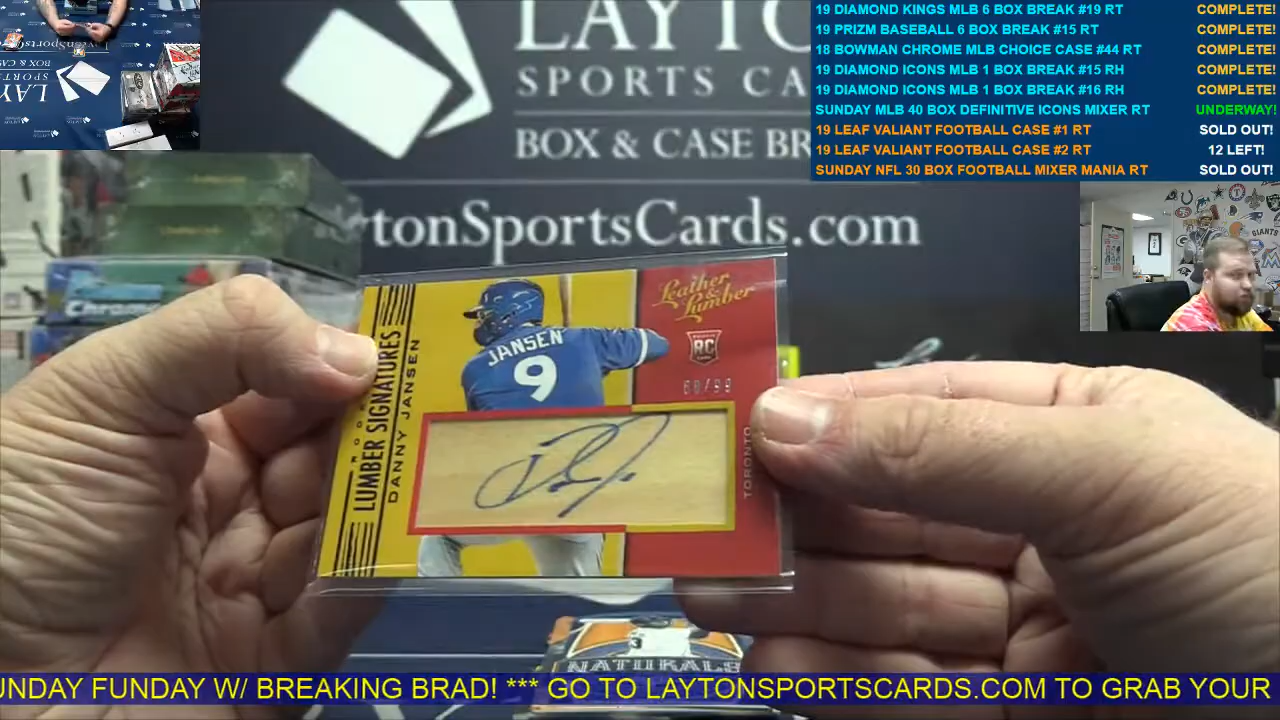 19 DIAMOND KINGS MLB 6 BOX BREAK #19 RT COMPLETE!
19 PRIZM BASEBALL 6 BOX BREAK #15 RT COMPLETE!
18 BOWMAN CHROME MLB CHOICE CASE #44 RT COMPLETE!
19 DIAMOND ICONS MLB 1 BOX BREAK #15 RH COMPLETE!
19 DIAMOND ICONS MLB 1 BOX BREAK #16 RH COMPLETE!
SUNDAY MLB 40 BOX DEFINITIVE ICONS MIXER RT UNDERWAY!
19 LEAF VALIANT FOOTBALL CASE #1 RT SOLD OUT!
19 LEAF VALIANT FOOTBALL CASE #2 RT 12 LEFT!
SUNDAY NFL 30 BOX FOOTBALL MIXER MANIA RT SOLD OUT!
LAYTO
SPORTS CA
BOX & CASE BR
ytonSportsCards.com
Chrome
Leather & Lumber
RC
JANSEN
9
LUMBER SIGNATURES
DANNY JANSEN
TORONTO
NATURALS
UNDAY FUNDAY W/ BREAKING BRAD! *** GO TO LAYTONSPORTSCARDS.COM TO GRAB YOUR